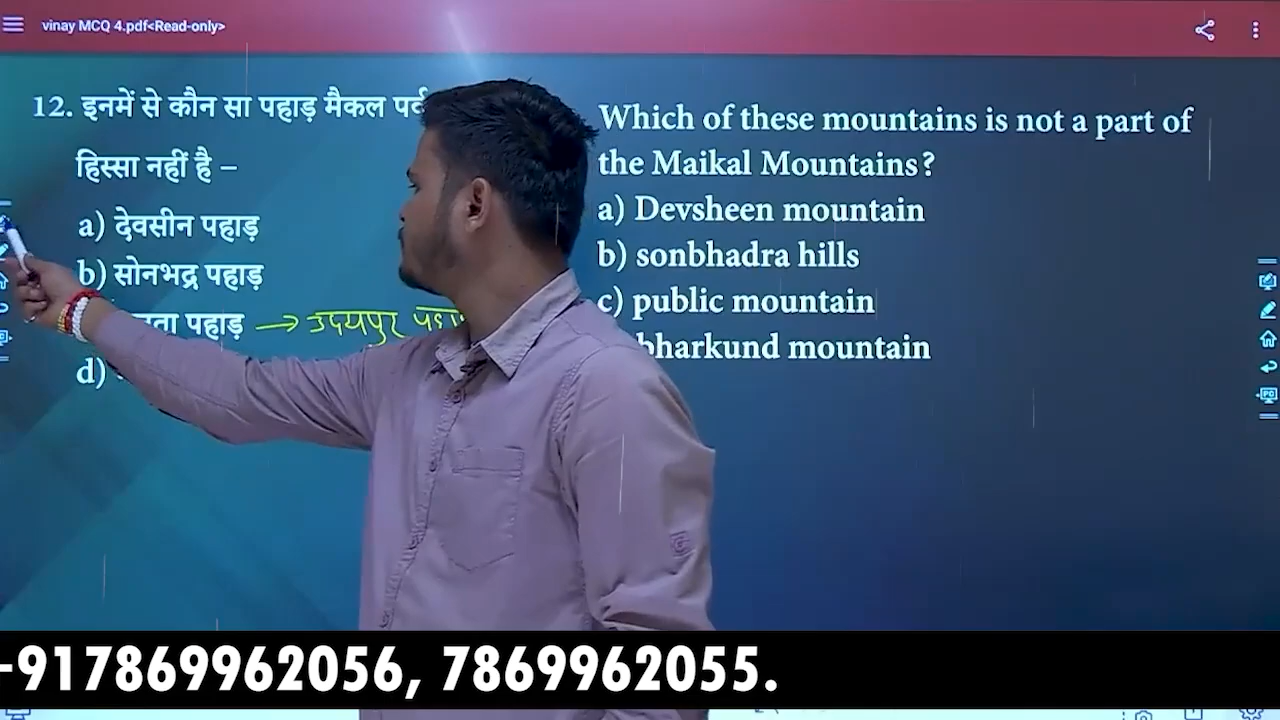 vinay MCQ 4.pdf<Read-only>
12. इनमें से कौन सा पहाड़ मैकल
हिस्सा नहीं है –
a) देवसीन पहाड़
b) सोनभद्र पहाड़
पहाड़ → उदयपुर
d)
Which of these mountains is not a part of
the Maikal Mountains?
a) Devsheen mountain
b) sonbhadra hills
c) public mountain
bharkund mountain
+917869962056, 7869962055.